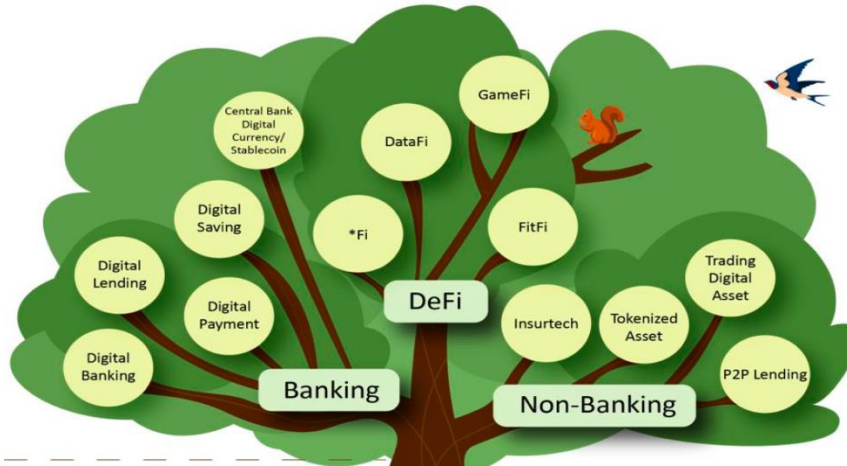 GameFi
Central Bank
Digital
Currency/
Stablecoin
DataFi
Digital
Saving
*Fi
FitFi
Digital
Lending
Trading
Digital
Asset
Digital
Payment
DeFi
Insurtech
Tokenized
Asset
Digital
Banking
P2P Lending
Banking
Non-Banking